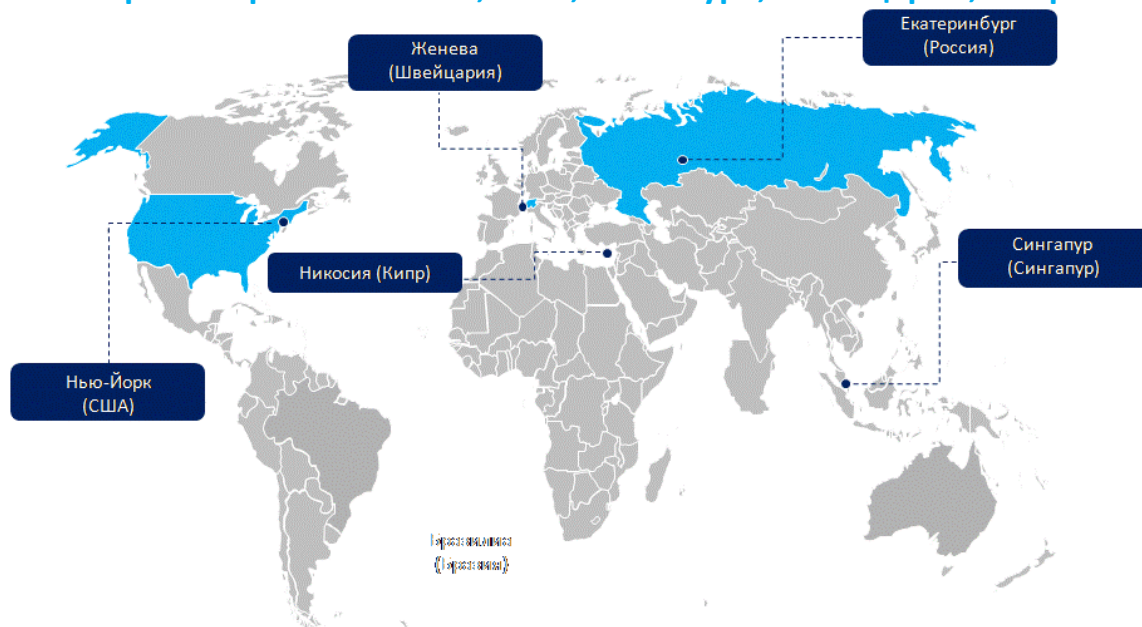 Женева
(Швейцария)
Екатеринбург
(Россия)
Никосия (Кипр)
Сингапур
(Сингапур)
Нью-Йорк
(США)